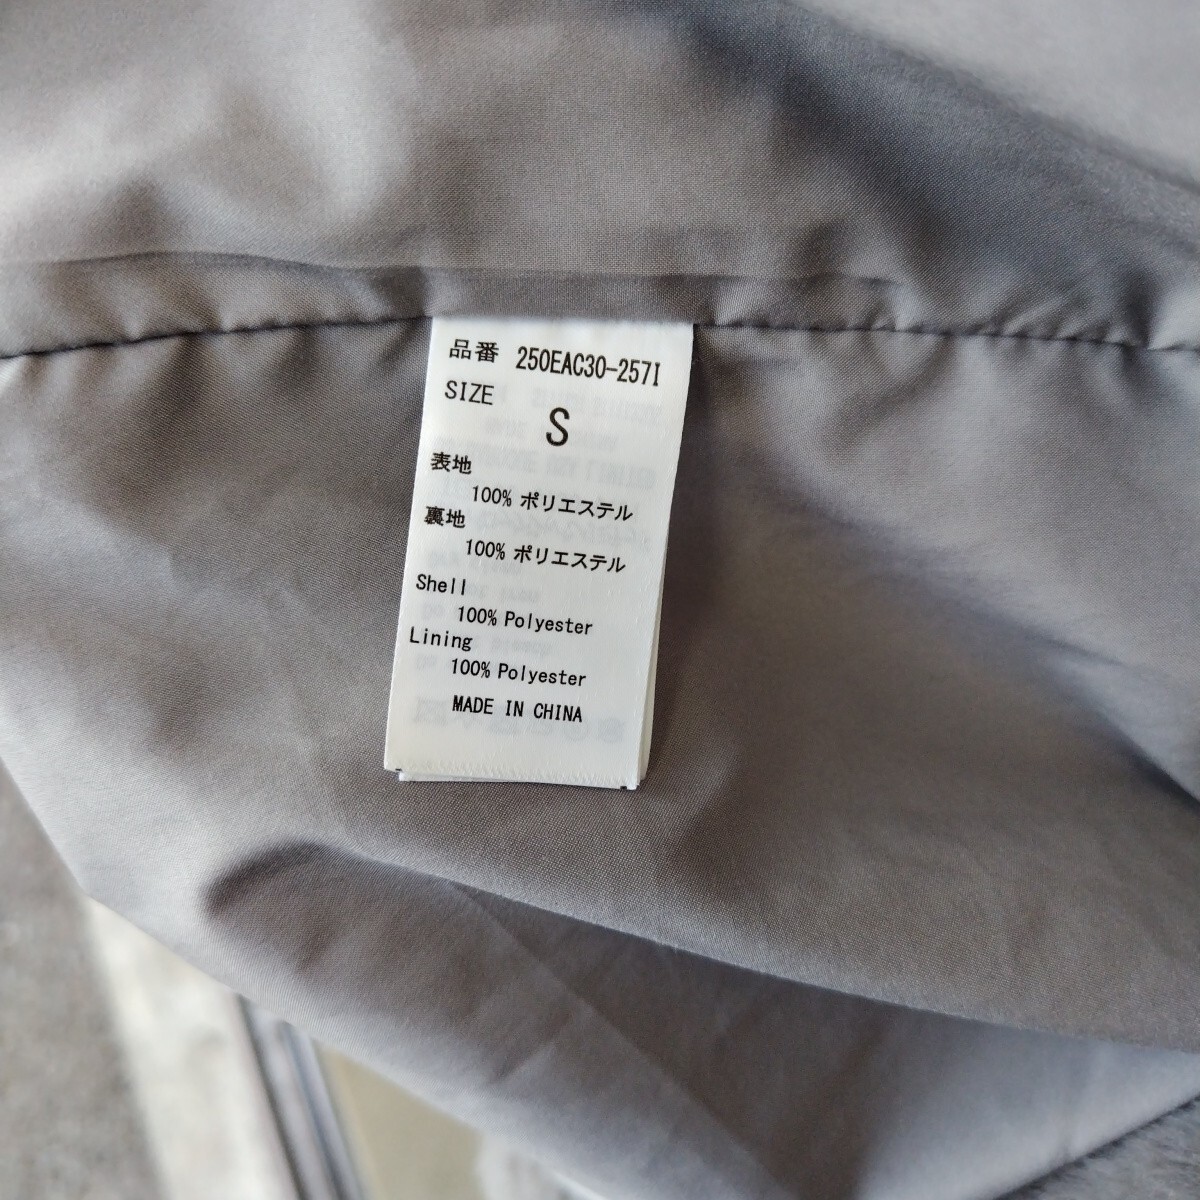 品番 250EAC30-257I
SIZE
S
表地
100% ポリエステル
裏地
100% ポリエステル
Shell
100% Polyester
Lining
100% Polyester
MADE IN CHINA